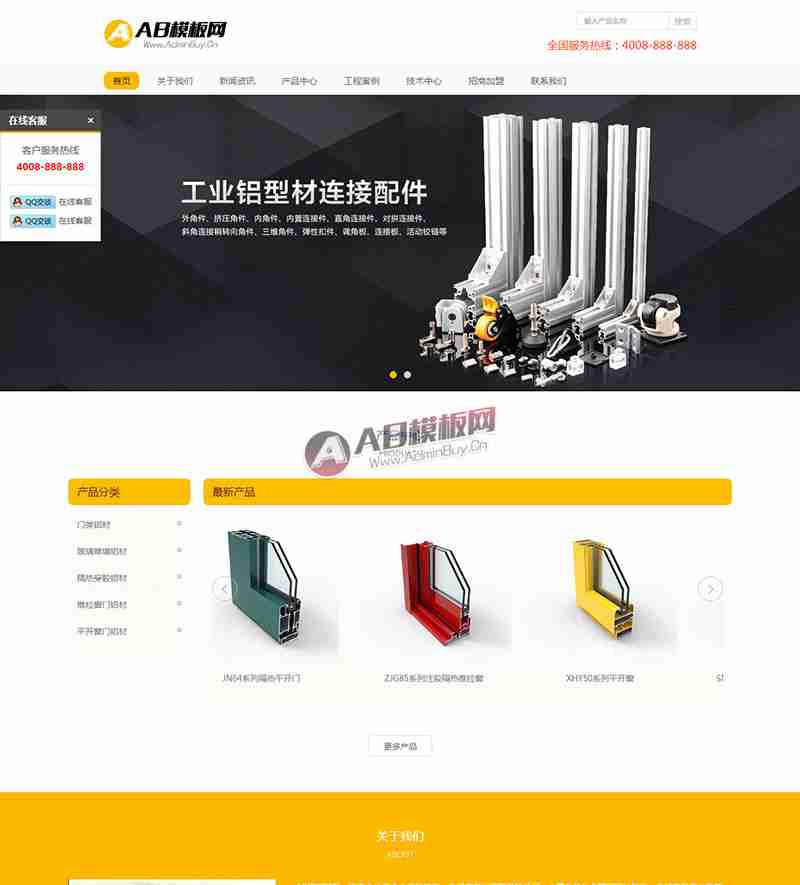 AB模板网
Www.AdminBuy.Cn
输入产品名称
搜索
全国服务热线：4008-888-888
首页 关于我们 新闻资讯 产品中心 工程案例 技术中心 招商加盟 联系我们
在线客服 ×
客户服务热线
4008-888-888
QQ交谈 在线客服
QQ交谈 在线客服
工业铝型材连接配件
外角件、挤压角件、内角件、内置连接件、直角连接件、对拼连接件、
斜角连接铜转向角件、三维角件、弹性扣件、调角板、连接板、活动铰链等
AB模板网
Www.AdminBuy.Cn
产品分类
最新产品
门类铝材
玻璃幕墙铝材
隔热穿胶铝材
推拉窗门铝材
平开窗门铝材
JN64系列隔热平开门
ZJG85系列注胶隔热推拉窗
XHY50系列平开窗
更多产品
关于我们
ABOUT